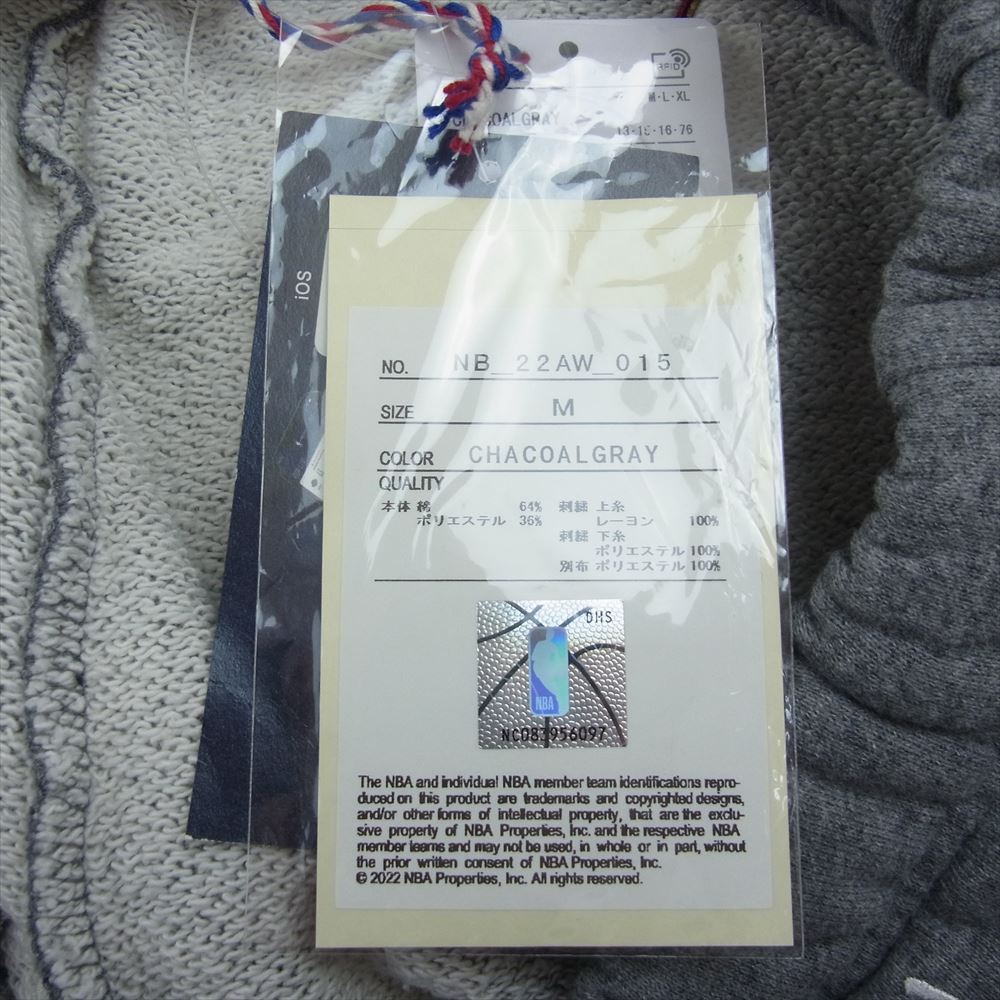 RFID
M・L・XL
COALGRAY
13・15・16・76
iOS
NO. NB_22AW_015
SIZE M
COLOR CHACOALGRAY
QUALITY
本体 綿 64% 刺繍 上糸
ポリエステル 36% レーヨン 100%
刺繍 下糸
ポリエステル 100%
別布 ポリエステル 100%
DHS
NBA
NC083956097
The NBA and individual NBA member team identifications repro-
duced on this product are trademarks and copyrighted designs,
and/or other forms of intellectual property, that are the exclu-
sive property of NBA Properties, Inc. and the respective NBA
member teams and may not be used, in whole or in part, without
the prior written consent of NBA Properties, Inc.
© 2022 NBA Properties, Inc. All rights reserved.